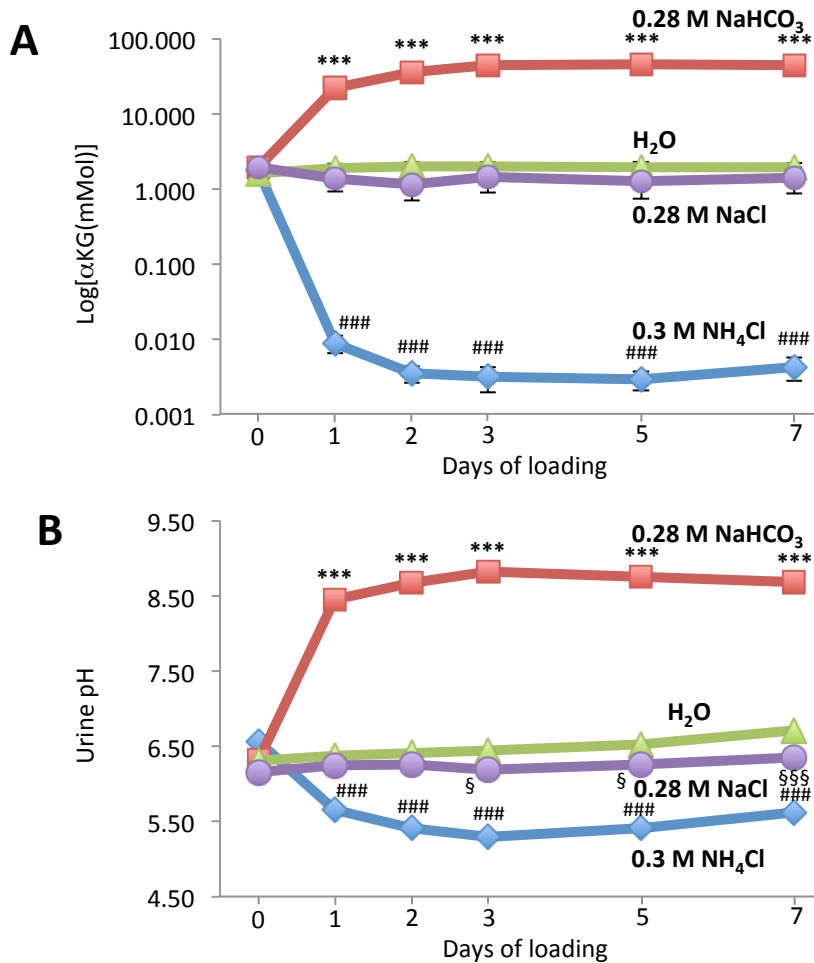 A
0.28 M NaHCO₃
100.000
*** *** *** *** ***
10.000
H₂O
1.000
0.28 M NaCl
0.100
Log[αKG(mMol)]
0.3 M NH₄Cl
0.010
### ### ### ### ###
0.001
0 1 2 3 5 7
Days of loading
B
9.50
0.28 M NaHCO₃
*** *** *** *** ***
8.50
7.50
Urine pH
H₂O
6.50
§ § §§§
0.28 M NaCl
### ### ### ### ###
5.50
0.3 M NH₄Cl
4.50
0 1 2 3 5 7
Days of loading